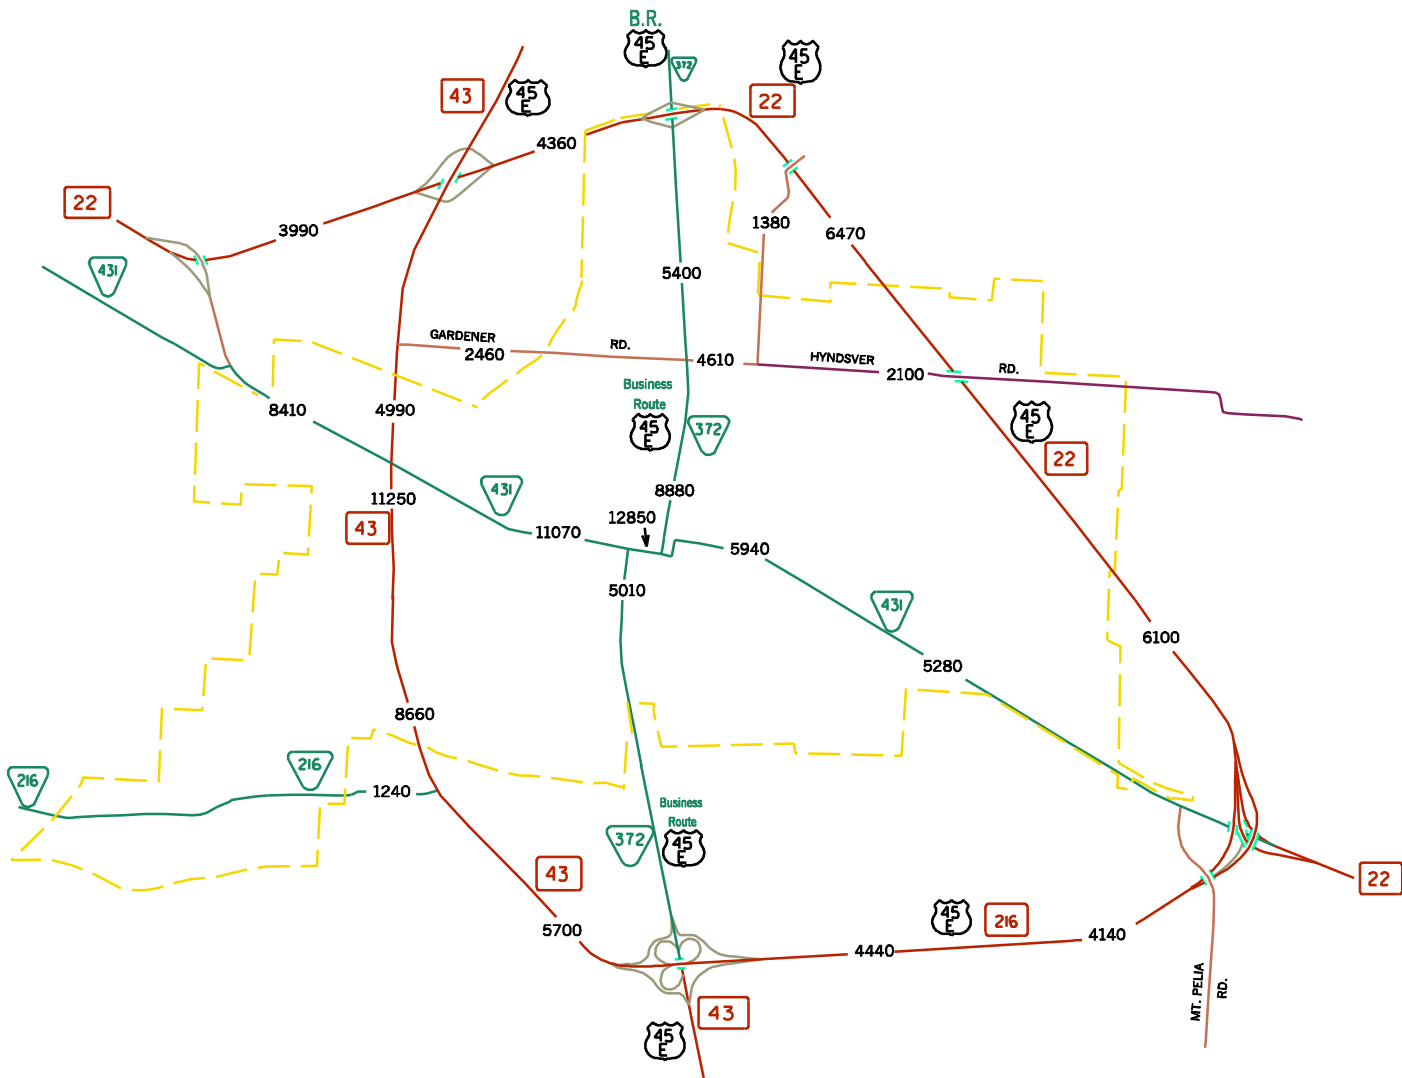 B.R.
45
E
372
45
E
43
45
E
22
4360
22
1380
6470
3990
431
5400
GARDENER
RD.
2460
4610
HYNDSVER
RD.
2100
Business
Route
8410
4990
45
E
372
45
E
22
431
8880
11250
43
12850
11070
5940
5010
431
6100
5280
8660
216
216
1240
Business
Route
372
45
E
43
22
45
E
216
5700
4440
4140
MT. PELIA
RD.
43
45
E